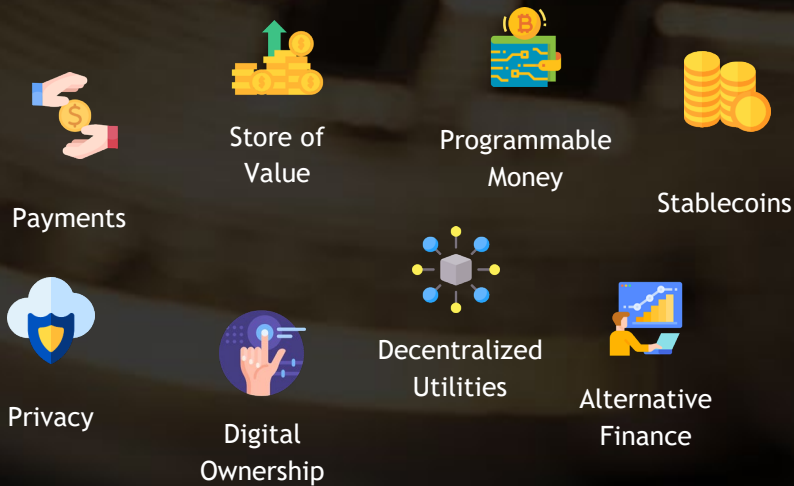 Payments
Store of
Value
Programmable
Money
Stablecoins
Privacy
Digital
Ownership
Decentralized
Utilities
Alternative
Finance